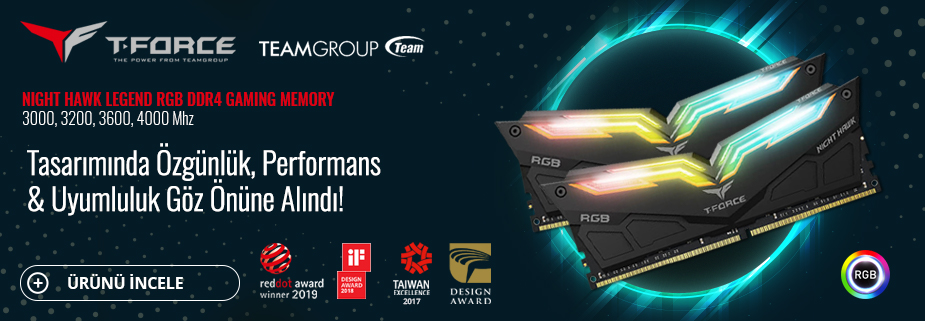 T-FORCE
THE POWER FROM TEAMGROUP
TEAMGROUP Team
NIGHT HAWK LEGEND RGB DDR4 GAMING MEMORY
3000, 3200, 3600, 4000 Mhz
Tasarımında Özgünlük, Performans
& Uyumluluk Göz Önüne Alındı!
ÜRÜNÜ İNCELE
reddot award
winner 2019
iF
DESIGN
AWARD
2018
TAIWAN
EXCELLENCE
2017
DESIGN
AWARD
T-FORCE
RGB
NIGHT HAWK
RGB
T-FORCE
RGB